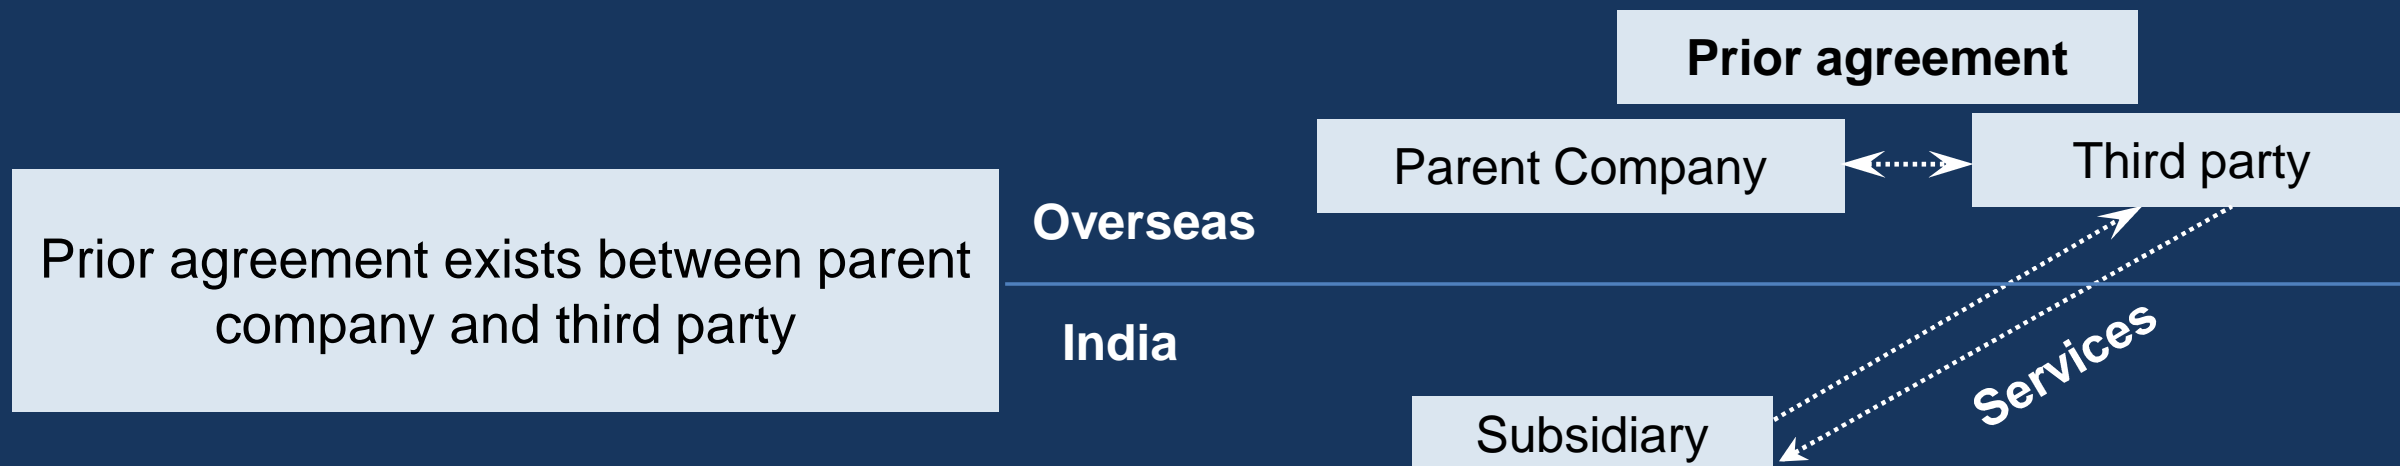 Prior agreement
Parent Company
Third party
Prior agreement exists between parent
company and third party
Overseas
India
Services
Subsidiary